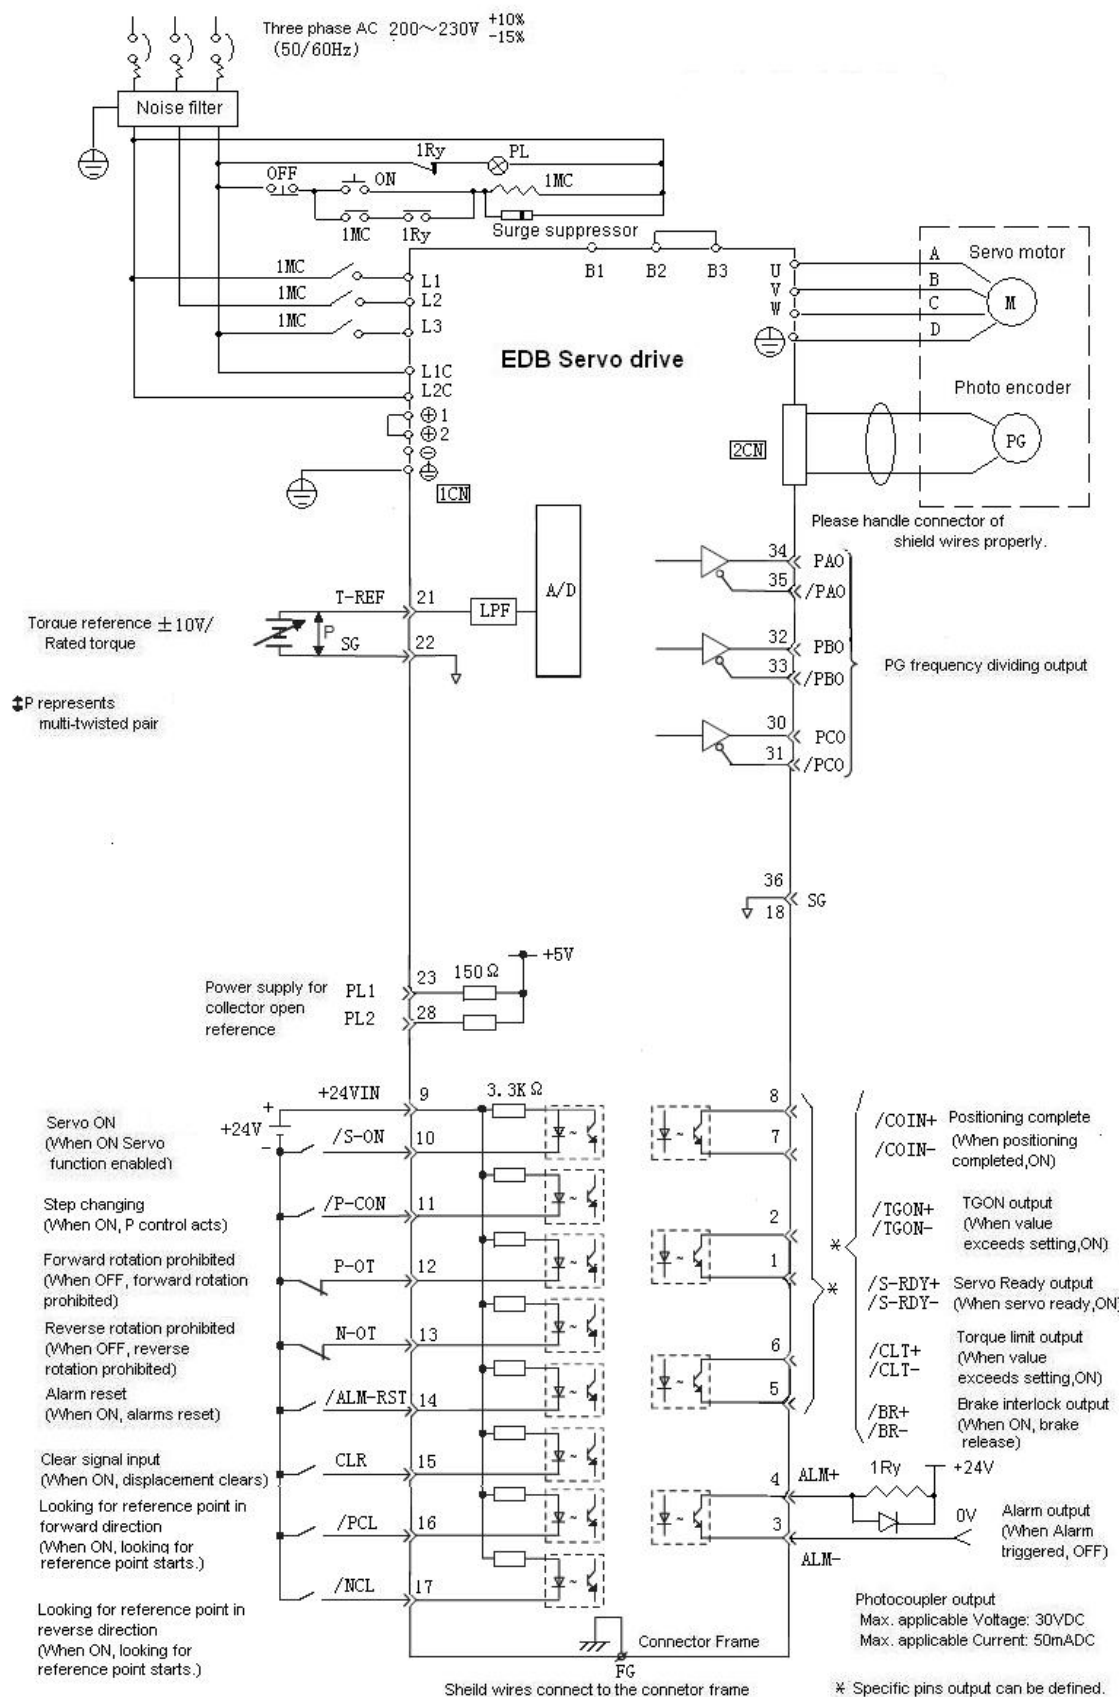 Three phase AC 200～230V +10%
-15%
(50/60Hz)
Noise filter
1Ry
PL
OFF
ON
1MC
1MC
1Ry
Surge suppressor
B1
B2
B3
1MC
L1
1MC
L2
1MC
L3
L1C
L2C
⊕1
⊕2
⊖
1CN
EDB Servo drive
U
V
W
A
B
C
D
Servo motor
M
Photo encoder
PG
2CN
Please handle connector of
shield wires properly.
Torque reference ±10V/
Rated torque
P
T-REF
21
SG
22
LPF
A/D
↕P represents
multi-twisted pair
34
PAO
35
/PAO
32
PBO
33
/PBO
30
PCO
31
/PCO
PG frequency dividing output
36
18
SG
Power supply for
collector open
reference
PL1
23
150Ω
+5V
PL2
28
+24VIN
9
3.3KΩ
+
+24V
-
Servo ON
(When ON Servo
function enabled)
/S-ON
10
Step changing
(When ON, P control acts)
/P-CON
11
Forward rotation prohibited
(When OFF, forward rotation
prohibited)
P-OT
12
Reverse rotation prohibited
(When OFF, reverse
rotation prohibited)
N-OT
13
Alarm reset
(When ON, alarms reset)
/ALM-RST
14
Clear signal input
(When ON, displacement clears)
CLR
15
Looking for reference point in
forward direction
(When ON, looking for
reference point starts.)
/PCL
16
Looking for reference point in
reverse direction
(When ON, looking for
reference point starts.)
/NCL
17
8
7
2
1
6
5
*
*
/COIN+
/COIN-
Positioning complete
(When positioning
completed,ON)
/TGON+
/TGON-
TGON output
(When value
exceeds setting,ON)
/S-RDY+
/S-RDY-
Servo Ready output
(When servo ready,ON)
/CLT+
/CLT-
Torque limit output
(When value
exceeds setting,ON)
/BR+
/BR-
Brake interlock output
(When ON, brake
release)
4
ALM+
1Ry
+24V
3
ALM-
0V
Alarm output
(When Alarm
triggered, OFF)
Photocoupler output
Max. applicable Voltage: 30VDC
Max. applicable Current: 50mADC
Connector Frame
FG
Sheild wires connect to the connetor frame
* Specific pins output can be defined.